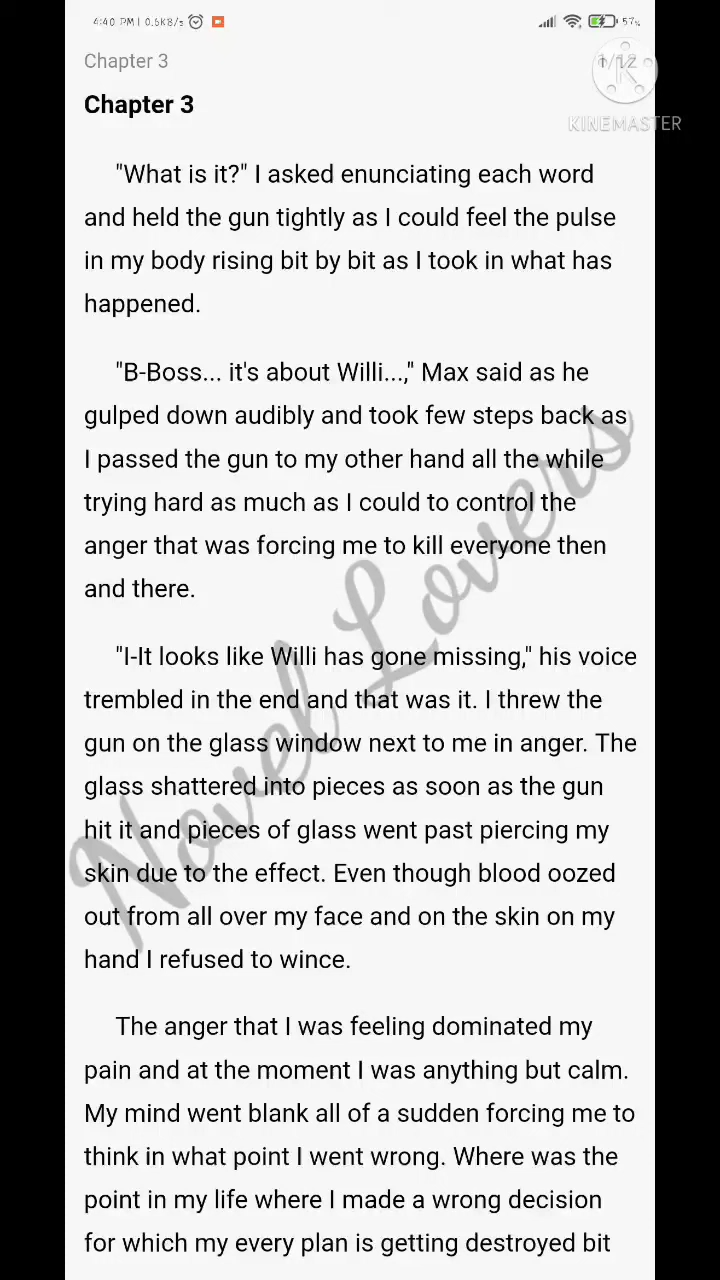 4:40 PM | 0.6KB/s
57%
Chapter 3
1/12
KINEMASTER
Chapter 3
"What is it?" I asked enunciating each word
and held the gun tightly as I could feel the pulse
in my body rising bit by bit as I took in what has
happened.
"B-Boss... it's about Willi...," Max said as he
gulped down audibly and took few steps back as
I passed the gun to my other hand all the while
trying hard as much as I could to control the
anger that was forcing me to kill everyone then
and there.
"I-It looks like Willi has gone missing," his voice
trembled in the end and that was it. I threw the
gun on the glass window next to me in anger. The
glass shattered into pieces as soon as the gun
hit it and pieces of glass went past piercing my
skin due to the effect. Even though blood oozed
out from all over my face and on the skin on my
hand I refused to wince.
The anger that I was feeling dominated my
pain and at the moment I was anything but calm.
My mind went blank all of a sudden forcing me to
think in what point I went wrong. Where was the
point in my life where I made a wrong decision
for which my every plan is getting destroyed bit
Novel Lovers